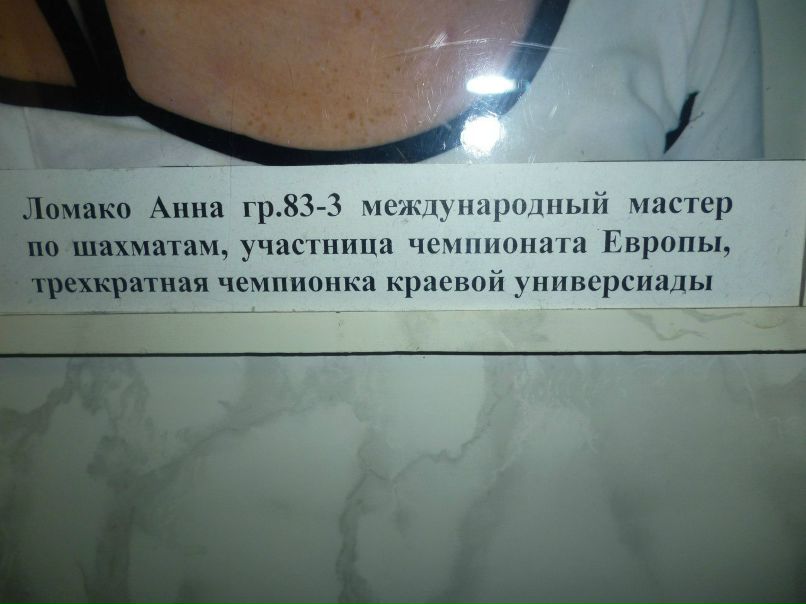 Ломако Анна гр.83-3 международный мастер
по шахматам, участница чемпионата Европы,
трехкратная чемпионка краевой универсиады